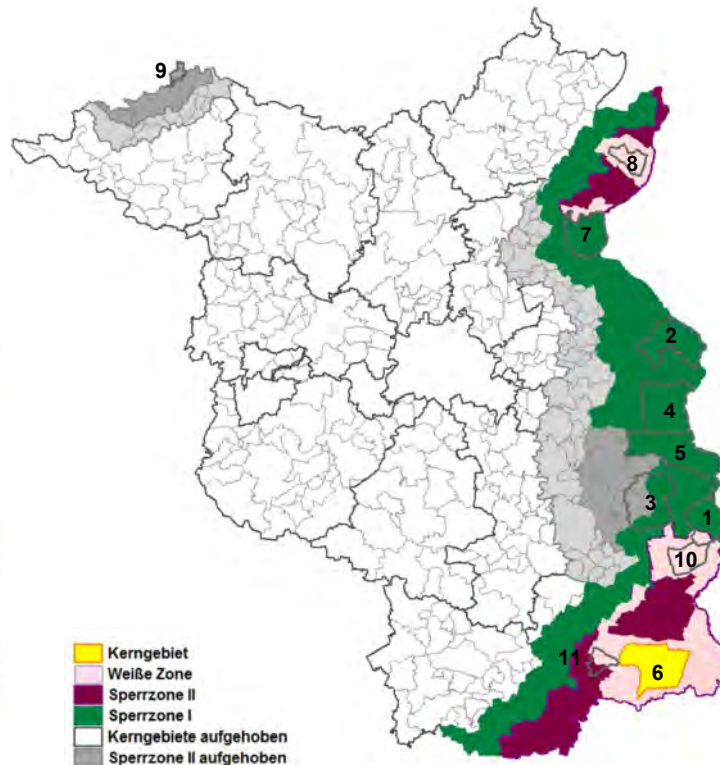 9
8
7
2
4
5
3
1
10
11
6
Kerngebiet
Weiße Zone
Sperrzone II
Sperrzone I
Kerngebiete aufgehoben
Sperrzone II aufgehoben